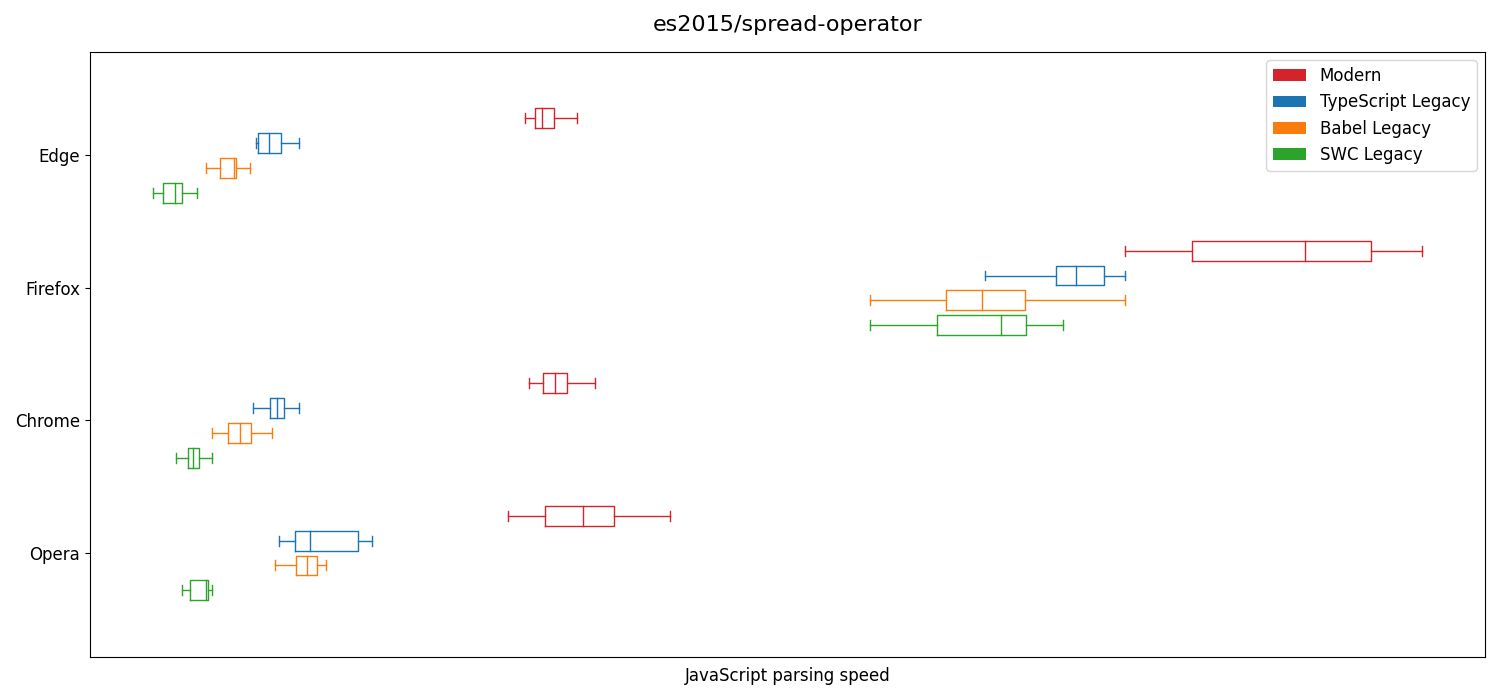 es2015/spread-operator
Modern
TypeScript Legacy
Babel Legacy
SWC Legacy
Edge
Firefox
Chrome
Opera
JavaScript parsing speed